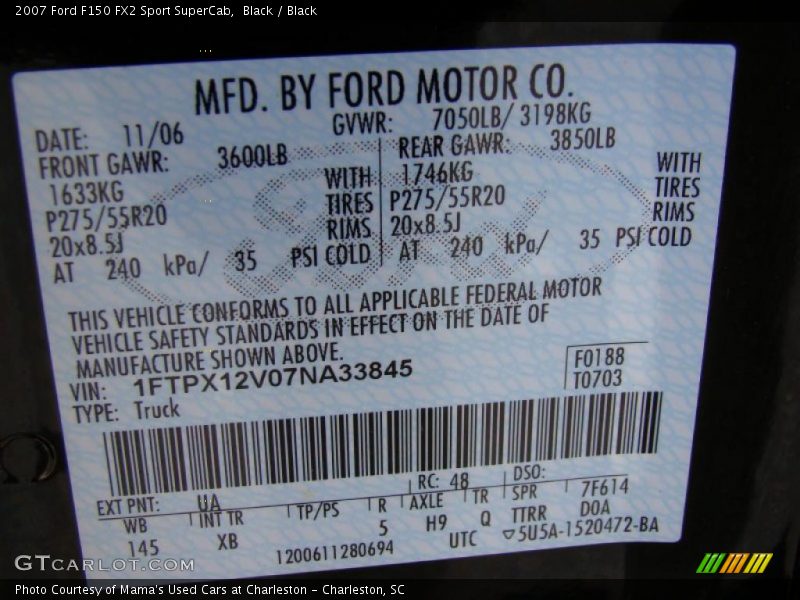 2007 Ford F150 FX2 Sport SuperCab,  Black / Black
MFD. BY FORD MOTOR CO.
DATE: 11/06 GVWR: 7050LB/ 3198KG
FRONT GAWR: 3600LB REAR GAWR: 3850LB
1633KG WITH 1746KG WITH
P275/55R20 TIRES P275/55R20 TIRES
20x8.5J RIMS 20x8.5J RIMS
AT 240 kPa/ 35 PSI COLD AT 240 kPa/ 35 PSI COLD
THIS VEHICLE CONFORMS TO ALL APPLICABLE FEDERAL MOTOR
VEHICLE SAFETY STANDARDS IN EFFECT ON THE DATE OF
MANUFACTURE SHOWN ABOVE.
VIN: 1FTPX12V07NA33845
F0188
TYPE: Truck
T0703
EXT PNT: UA RC: 48 DSO:
WB INT TR TP/PS R AXLE TR SPR 7F614
145 XB 5 H9 Q TTRR DOA
1200611280694 UTC ▽5U5A-1520472-BA
Ford
GTCARLOT.COM
Photo Courtesy of Mama's Used Cars at Charleston - Charleston, SC